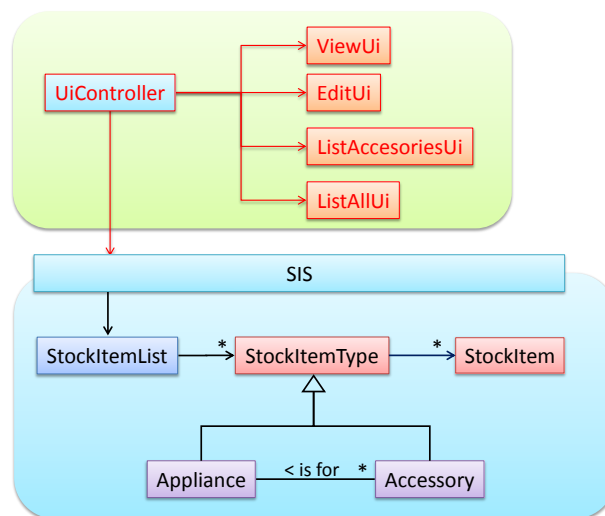 ViewUi
UiController
EditUi
ListAccesoriesUi
ListAllUi
SIS
StockItemList
*
StockItemType
*
StockItem
Appliance
< is for
*
Accessory